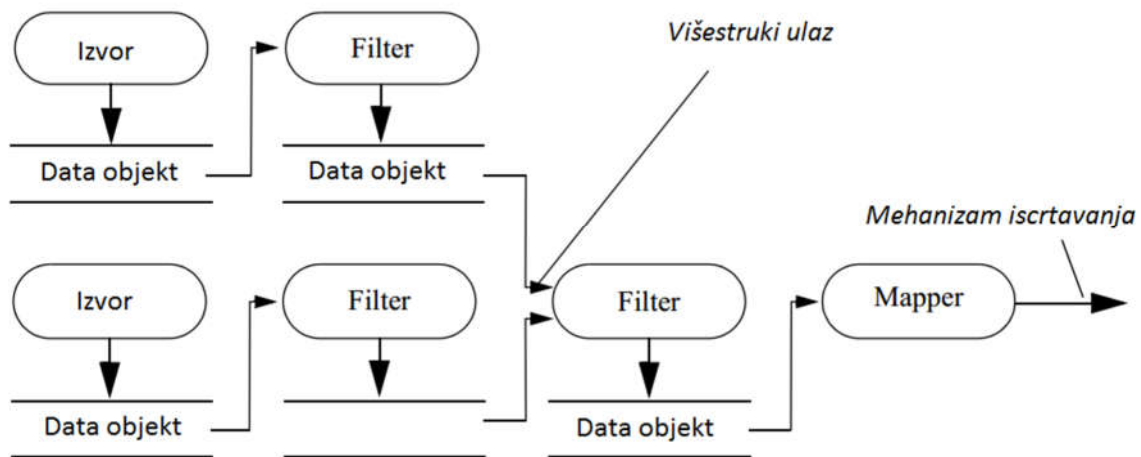 Izvor
Filter
Višestruki ulaz
Data objekt
Data objekt
Mehanizam iscrtavanja
Izvor
Filter
Filter
Mapper
Data objekt
Data objekt